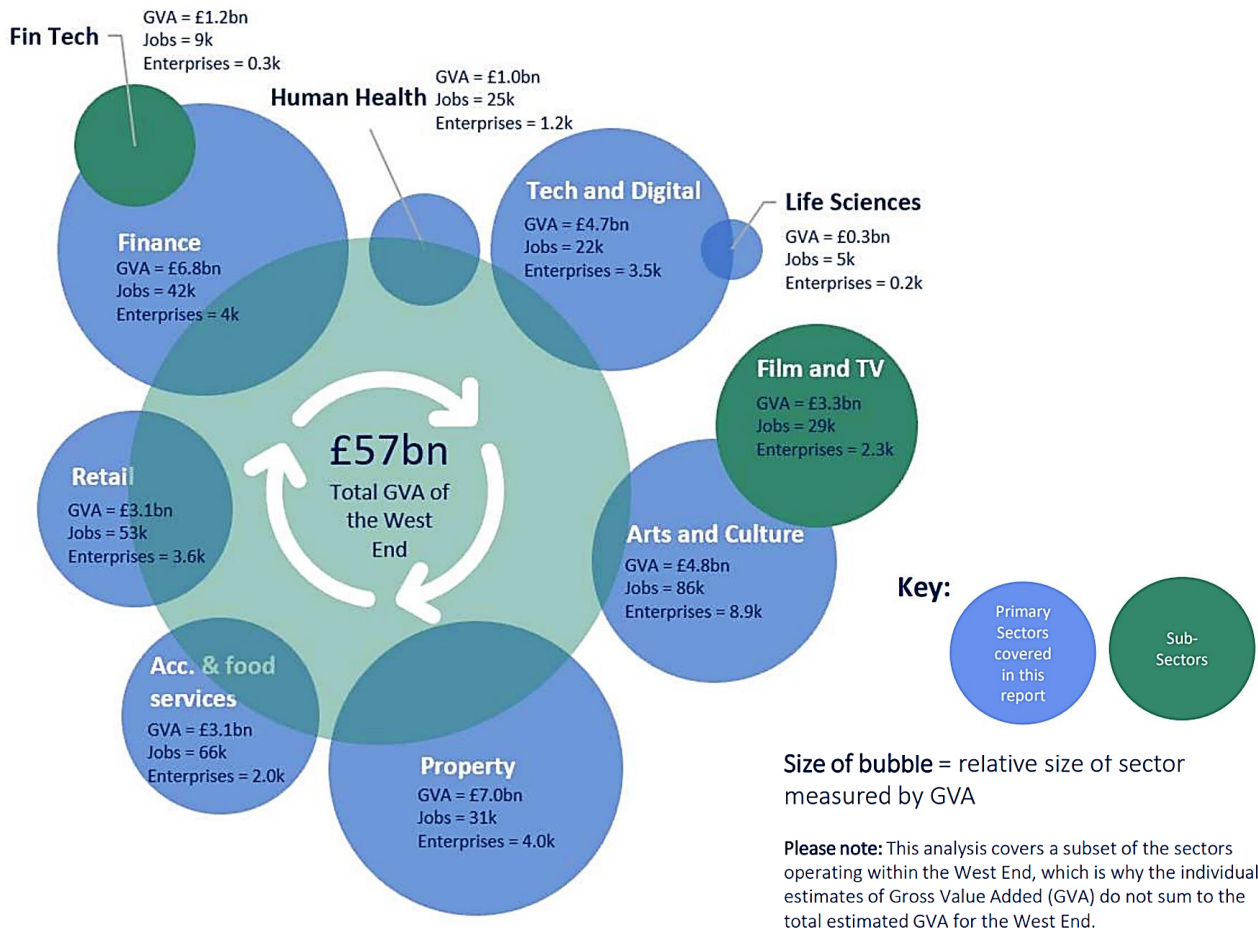 Fin Tech
GVA = £1.2bn
Jobs = 9k
Enterprises = 0.3k
Human Health
GVA = £1.0bn
Jobs = 25k
Enterprises = 1.2k
Tech and Digital
GVA = £4.7bn
Jobs = 22k
Enterprises = 3.5k
Life Sciences
GVA = £0.3bn
Jobs = 5k
Enterprises = 0.2k
Finance
GVA = £6.8bn
Jobs = 42k
Enterprises = 4k
Film and TV
GVA = £3.3bn
Jobs = 29k
Enterprises = 2.3k
£57bn
Total GVA of
the West
End
Retail
GVA = £3.1bn
Jobs = 53k
Enterprises = 3.6k
Arts and Culture
GVA = £4.8bn
Jobs = 86k
Enterprises = 8.9k
Acc. & food
services
GVA = £3.1bn
Jobs = 66k
Enterprises = 2.0k
Property
GVA = £7.0bn
Jobs = 31k
Enterprises = 4.0k
Key:
Primary
Sectors
covered
in this
report
Sub-
Sectors
Size of bubble = relative size of sector
measured by GVA
Please note: This analysis covers a subset of the sectors
operating within the West End, which is why the individual
estimates of Gross Value Added (GVA) do not sum to the
total estimated GVA for the West End.